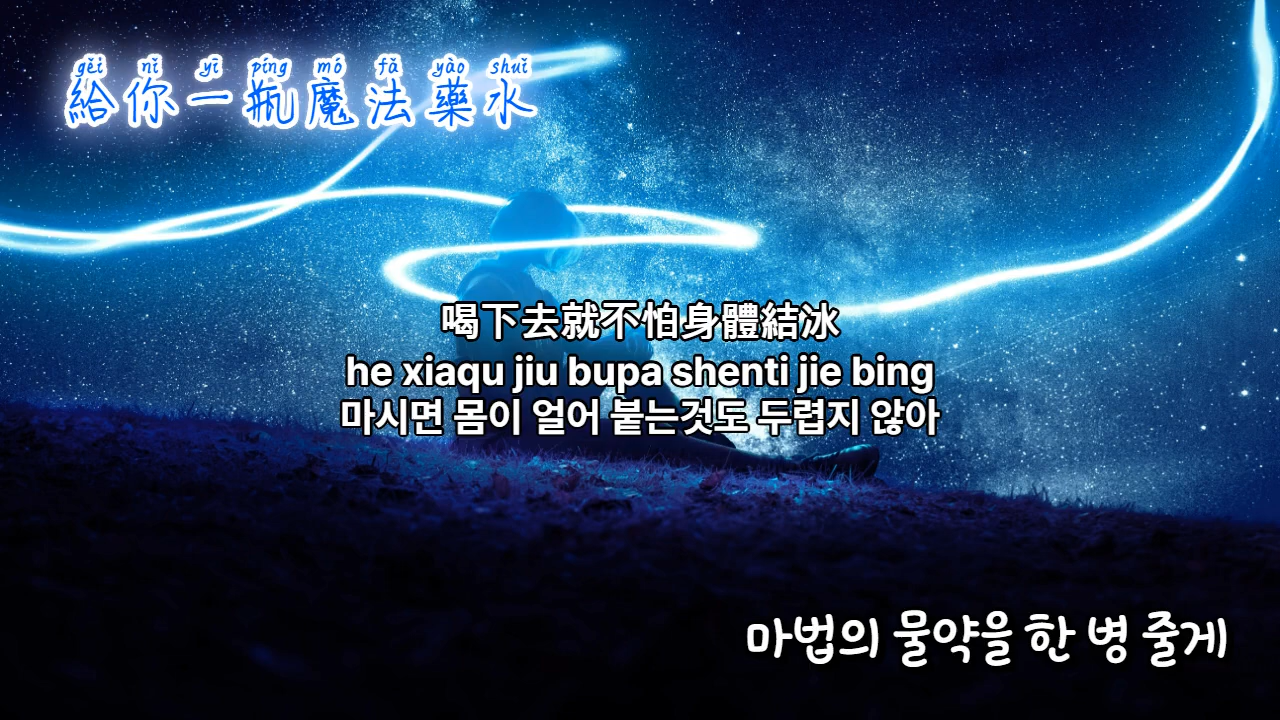 gěi nǐ yī píng mó fǎ yào shuǐ
給你一瓶魔法藥水
喝下去就不怕身體結冰
he xiaqu jiu bupa shenti jie bing
마시면 몸이 얼어 붙는것도 두렵지 않아
마법의 물약을 한 병 줄게